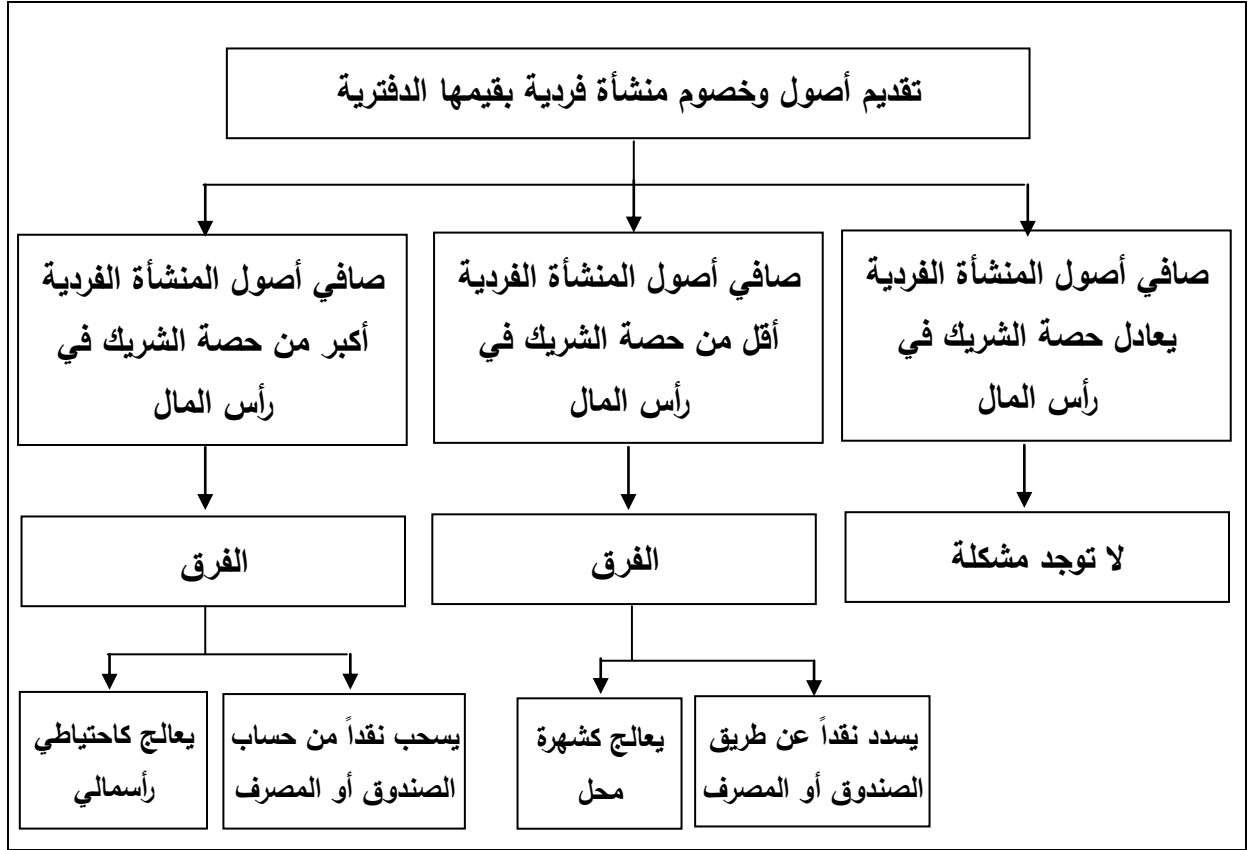 تقديم أصول وخصوم منشأة فردية بقيمها الدفترية
صافي أصول المنشأة الفردية
يعادل حصة الشريك في
رأس المال
صافي أصول المنشأة الفردية
أقل من حصة الشريك في
رأس المال
صافي أصول المنشأة الفردية
أكبر من حصة الشريك في
رأس المال
لا توجد مشكلة
الفرق
الفرق
يسدد نقداً عن طريق
الصندوق أو المصرف
يعالج كشهرة
محل
يسحب نقداً من حساب
الصندوق أو المصرف
يعالج كاحتياطي
رأسمالي